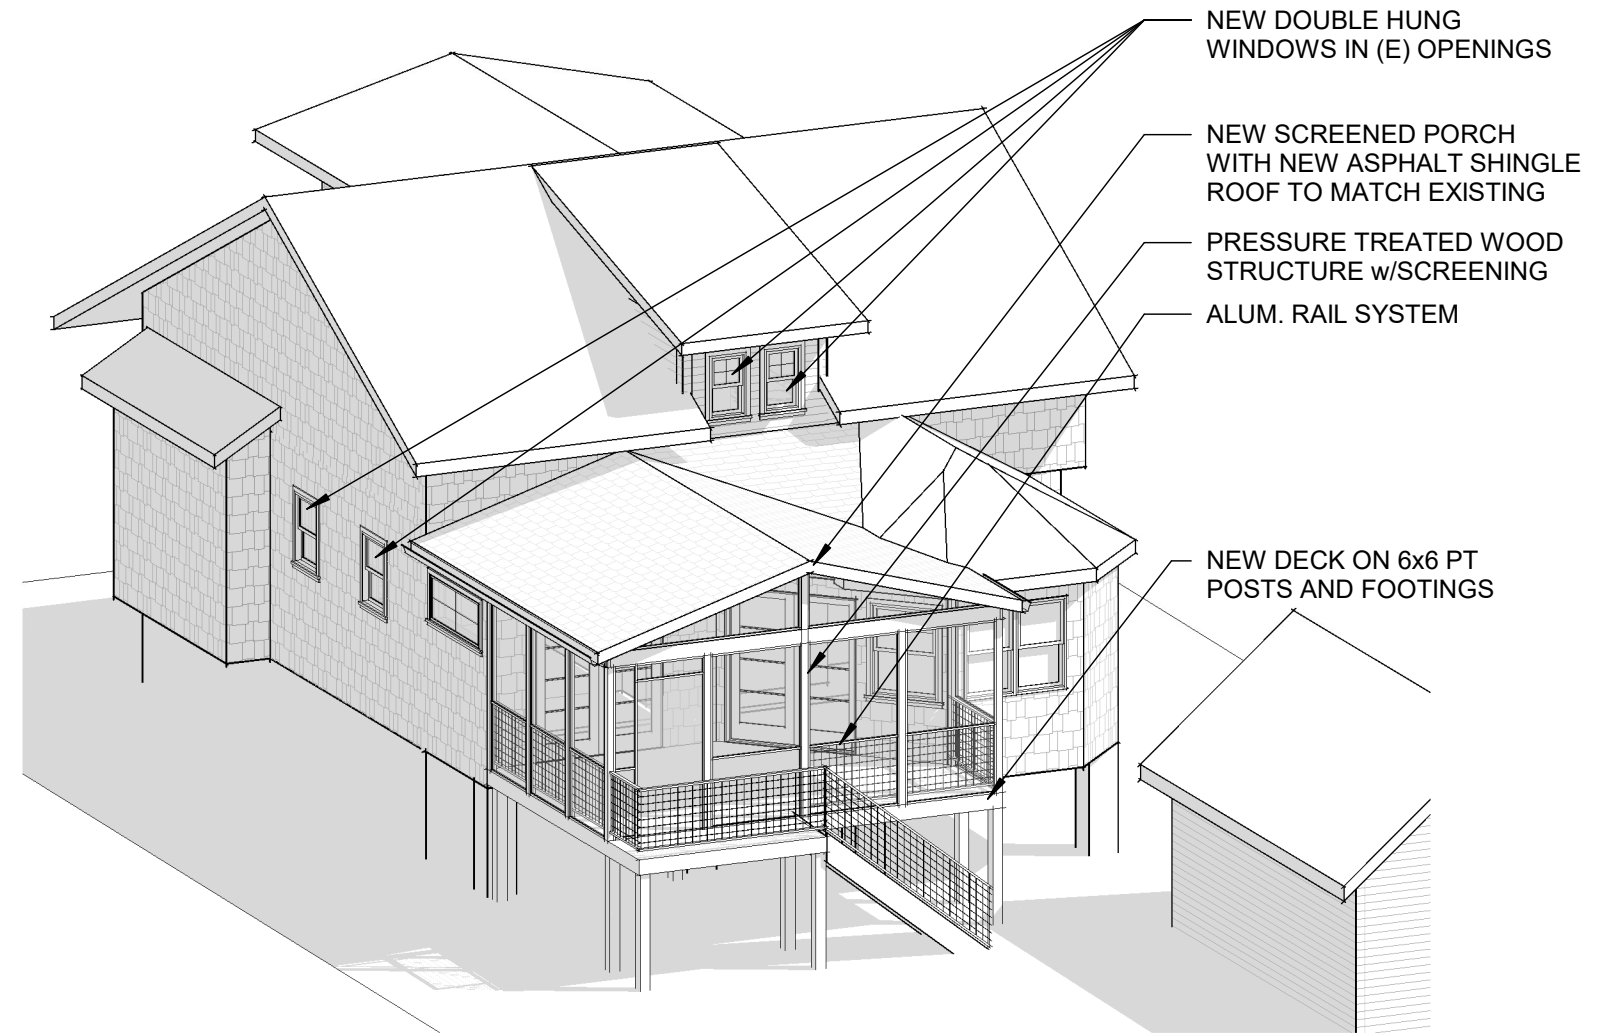 NEW DOUBLE HUNG
WINDOWS IN (E) OPENINGS
NEW SCREENED PORCH
WITH NEW ASPHALT SHINGLE
ROOF TO MATCH EXISTING
PRESSURE TREATED WOOD
STRUCTURE w/SCREENING
ALUM. RAIL SYSTEM
NEW DECK ON 6x6 PT
POSTS AND FOOTINGS